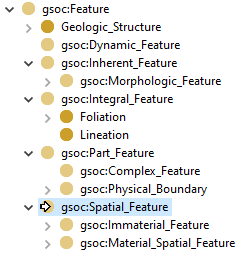 gsoc:Feature
Geologic_Structure
gsoc:Dynamic_Feature
gsoc:Inherent_Feature
gsoc:Morphologic_Feature
gsoc:Integral_Feature
Foliation
Lineation
gsoc:Part_Feature
gsoc:Complex_Feature
gsoc:Physical_Boundary
gsoc:Spatial_Feature
gsoc:Immaterial_Feature
gsoc:Material_Spatial_Feature